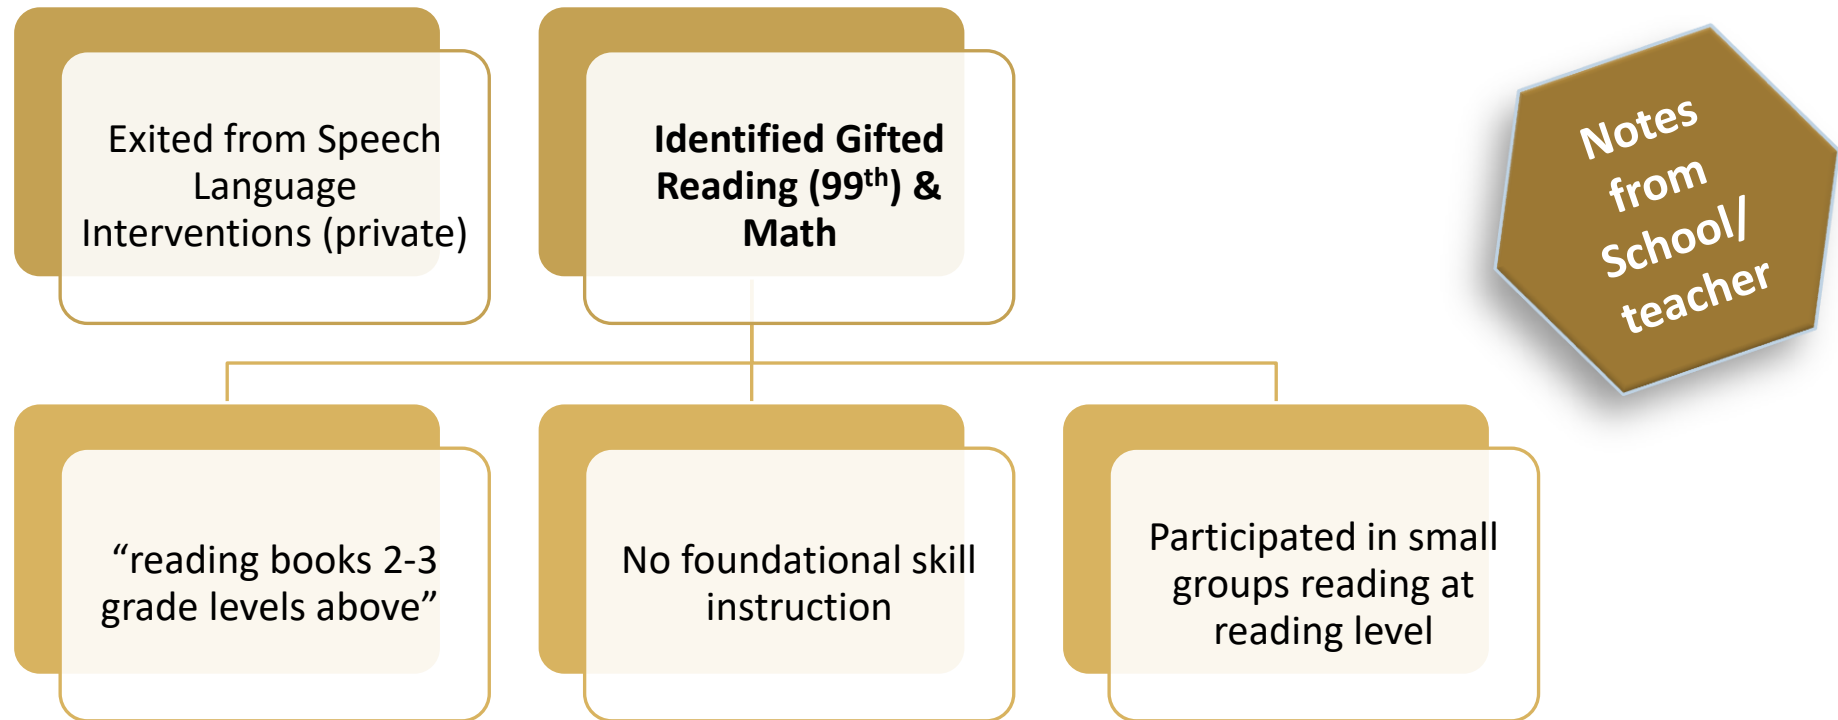 Exited from Speech
Language
Interventions (private)
Identified Gifted
Reading (99th) &
Math
Notes
from
School/
teacher
“reading books 2-3
grade levels above”
No foundational skill
instruction
Participated in small
groups reading at
reading level